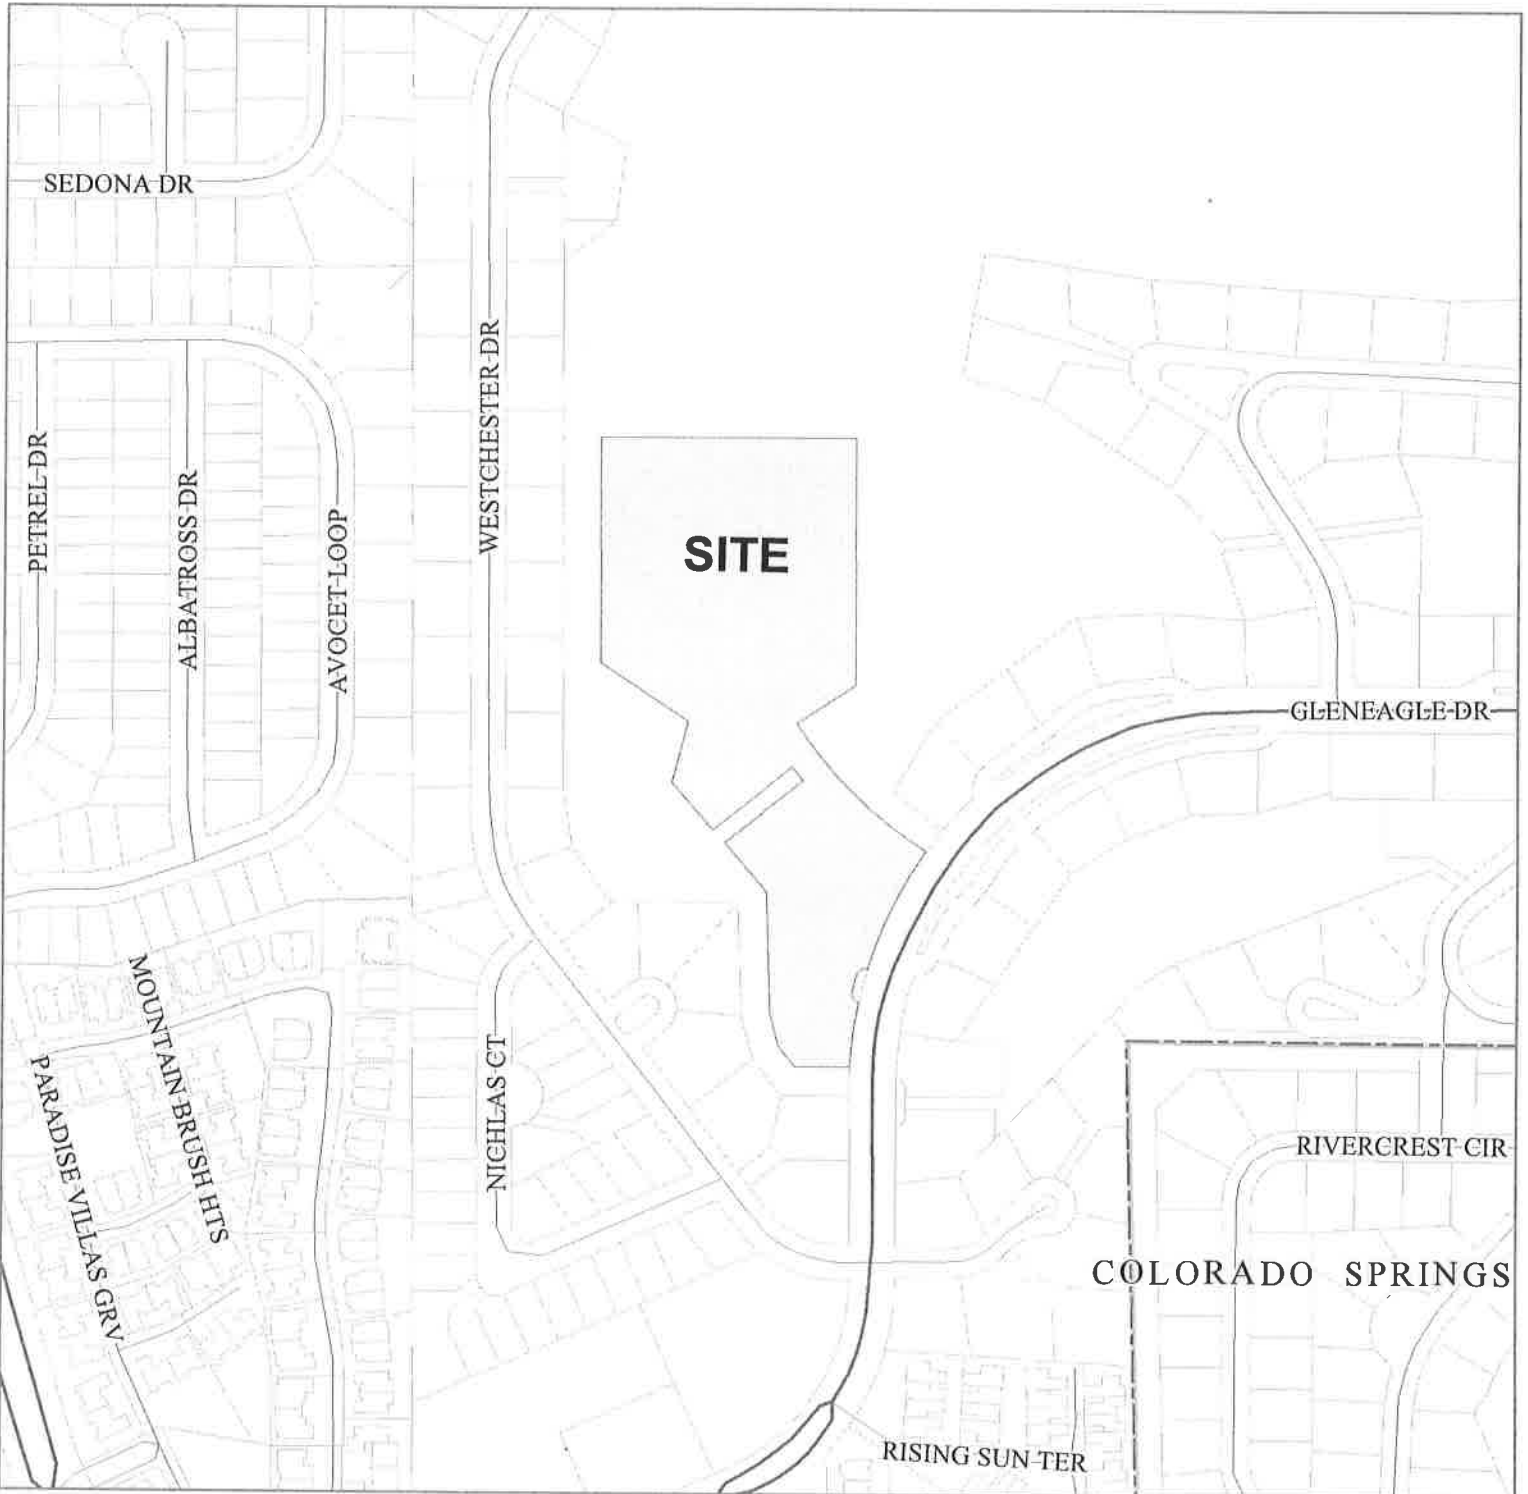 SEDONA DR
WESTCHESTER DR
PETREL DR
ALBATROSS DR
AVOCET LOOP
SITE
GLENEAGLE DR
MOUNTAIN BRUSH HTS
PARADISE VILLAS GRV
NICHLAS CT
RIVERCREST CIR
COLORADO SPRINGS
RISING SUN TER